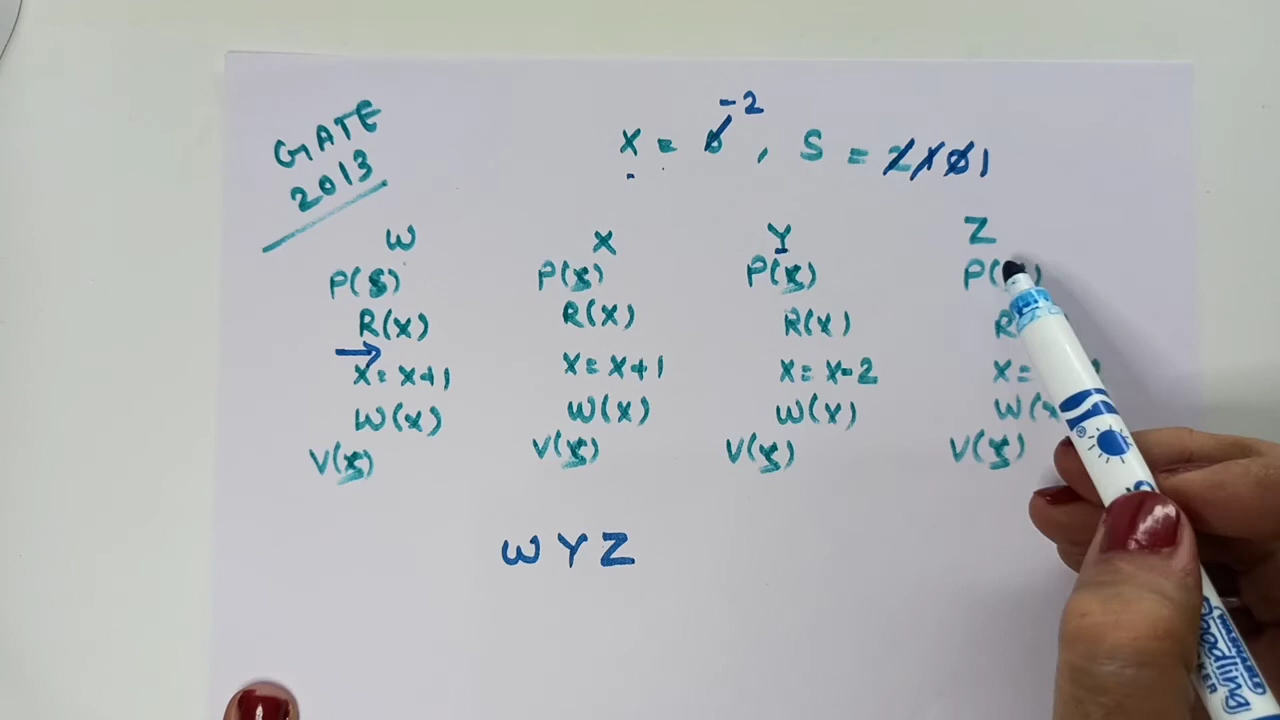 GATE
2013
-2
X = 0, S = 2 1 0 1
W X Y Z
P(S) P(S) P(S)
R(X) R(X) R(X)
X = X+1 X = X+1 X = X-2
W(X) W(X) W(X)
V(S) V(S) V(S) V(S)
W Y Z